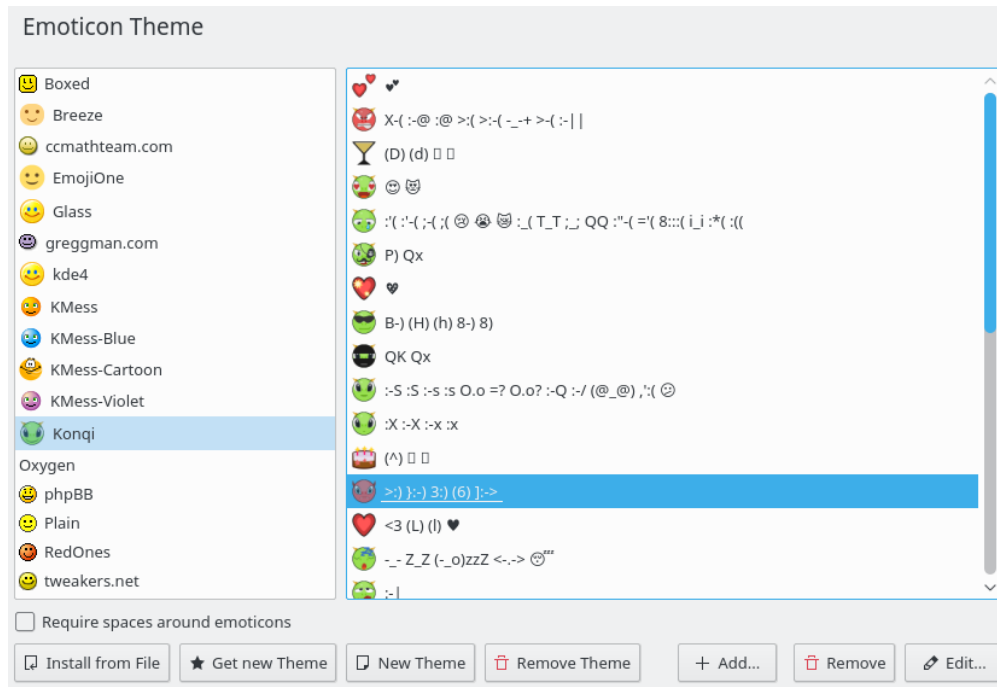 Emoticon Theme
Boxed
Breeze
ccmathteam.com
EmojiOne
Glass
greggman.com
kde4
KMess
KMess-Blue
KMess-Cartoon
KMess-Violet
Konqi
Oxygen
phpBB
Plain
RedOnes
tweakers.net
💕
X-( :-@ :@ >:( >:-( -_-+ >-( :-||
(D) (d) ▯ ▯
😍 😻
:'( :'-( ;-( ;( 😢 😭 😿 :_( T_T ;_; QQ :"-( ='( 8:::( i_i :*( :((
P) Qx
💖
B-) (H) (h) 8-) 8)
QK Qx
:-S :S :-s :s O.o =? O.o? :-Q :-/ (@_@) ,':( 😕
:X :-X :-x :x
(^) ▯ ▯
>:) }:-) 3:) (6) ]:->
<3 (L) (l) ♥
-_- Z_Z (-_o)zzZ <-.-> 😴
:-|
Require spaces around emoticons
Install from File
Get new Theme
New Theme
Remove Theme
Add...
Remove
Edit...